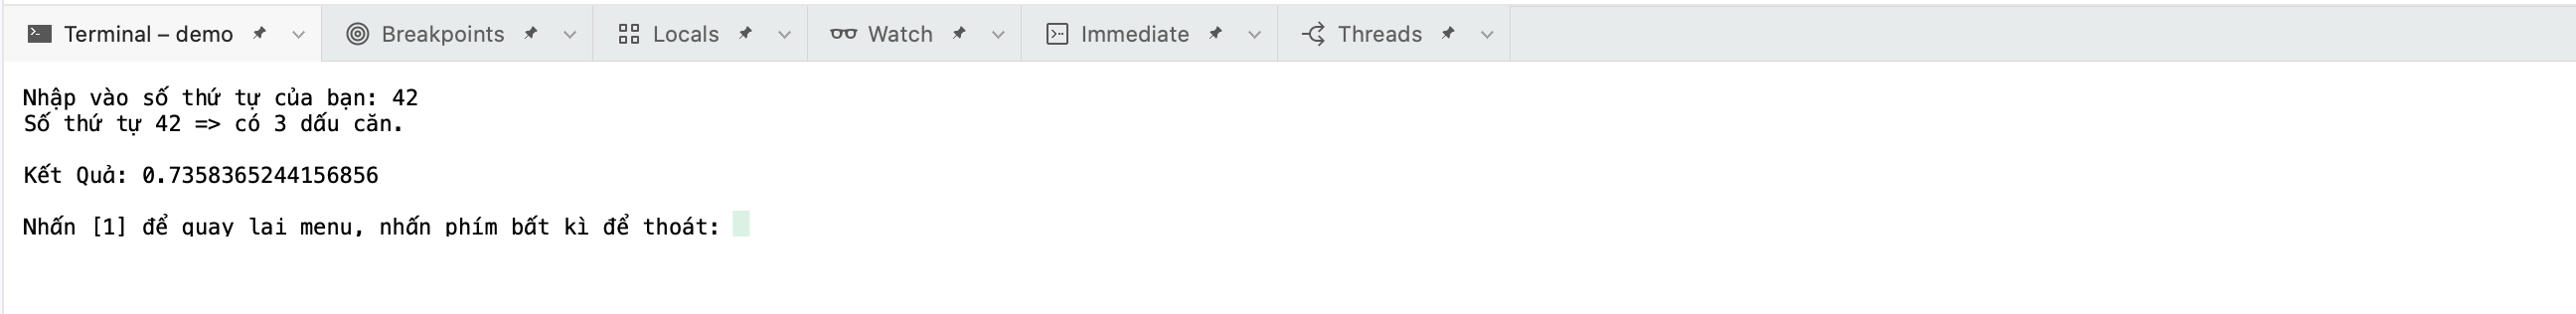 Terminal – demo Breakpoints Locals Watch Immediate Threads
Nhập vào số thứ tự của bạn: 42
Số thứ tự 42 => có 3 dấu căn.
Kết Quả: 0.7358365244156856
Nhấn [1] để quay lại menu, nhấn phím bất kì để thoát: